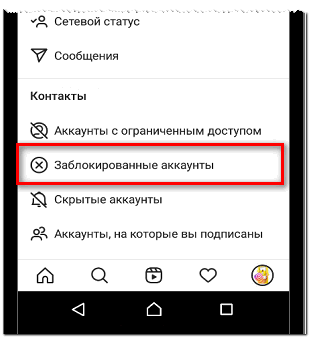 Сетевой статус
Сообщения
Контакты
Аккаунты с ограниченным доступом
Заблокированные аккаунты
Скрытые аккаунты
Аккаунты, на которые вы подписаны